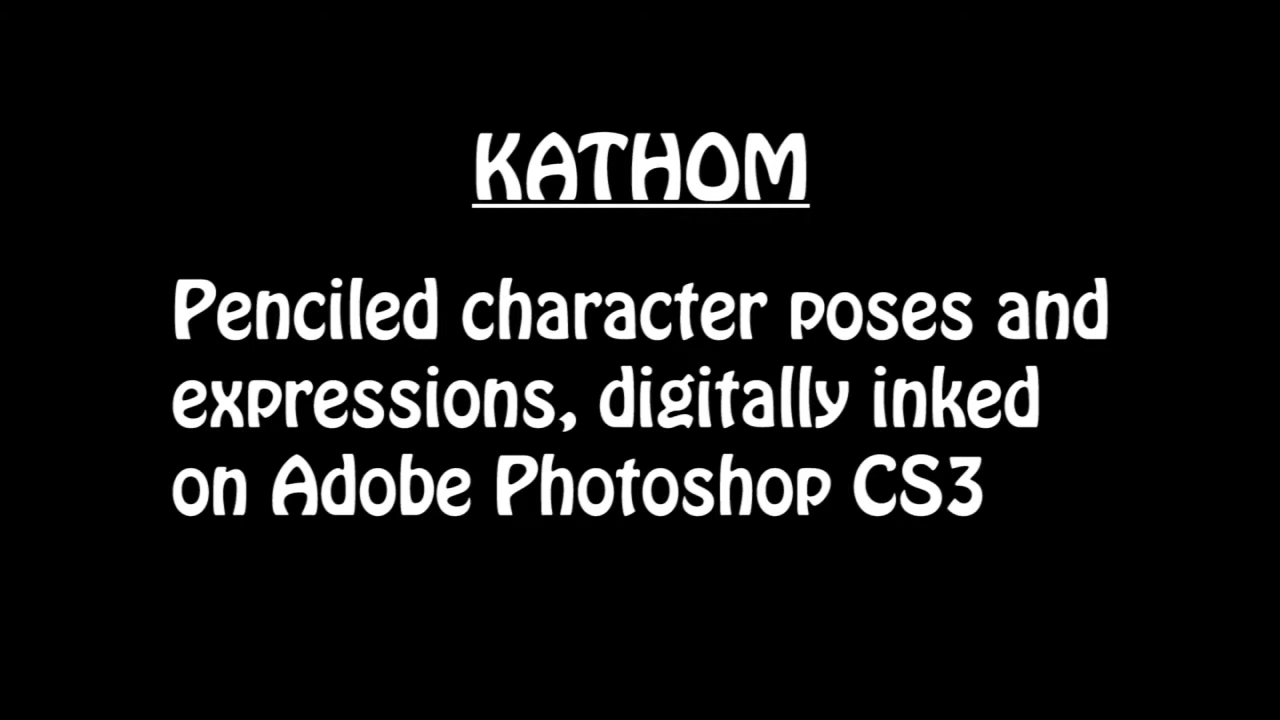 KATHOM
Penciled character poses and
expressions, digitally inked
on Adobe Photoshop CS3